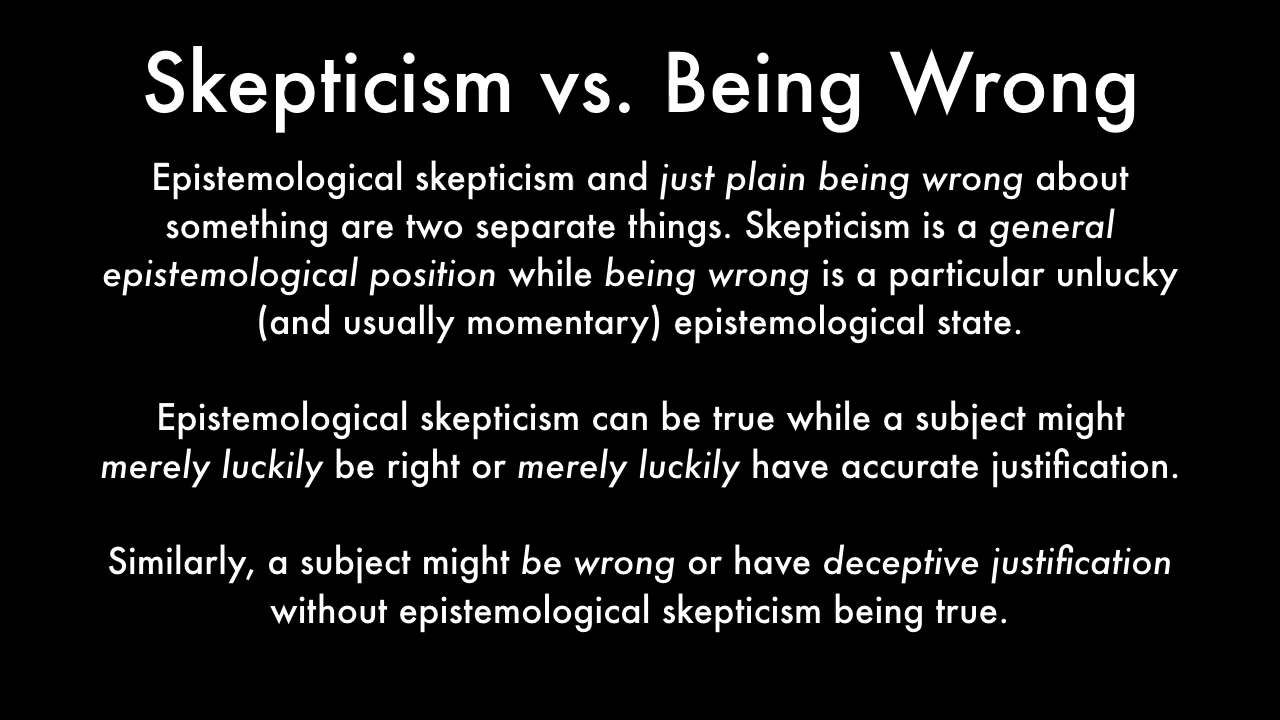 Skepticism vs. Being Wrong
Epistemological skepticism and just plain being wrong about
something are two separate things. Skepticism is a general
epistemological position while being wrong is a particular unlucky
(and usually momentary) epistemological state.
Epistemological skepticism can be true while a subject might
merely luckily be right or merely luckily have accurate justification.
Similarly, a subject might be wrong or have deceptive justification
without epistemological skepticism being true.